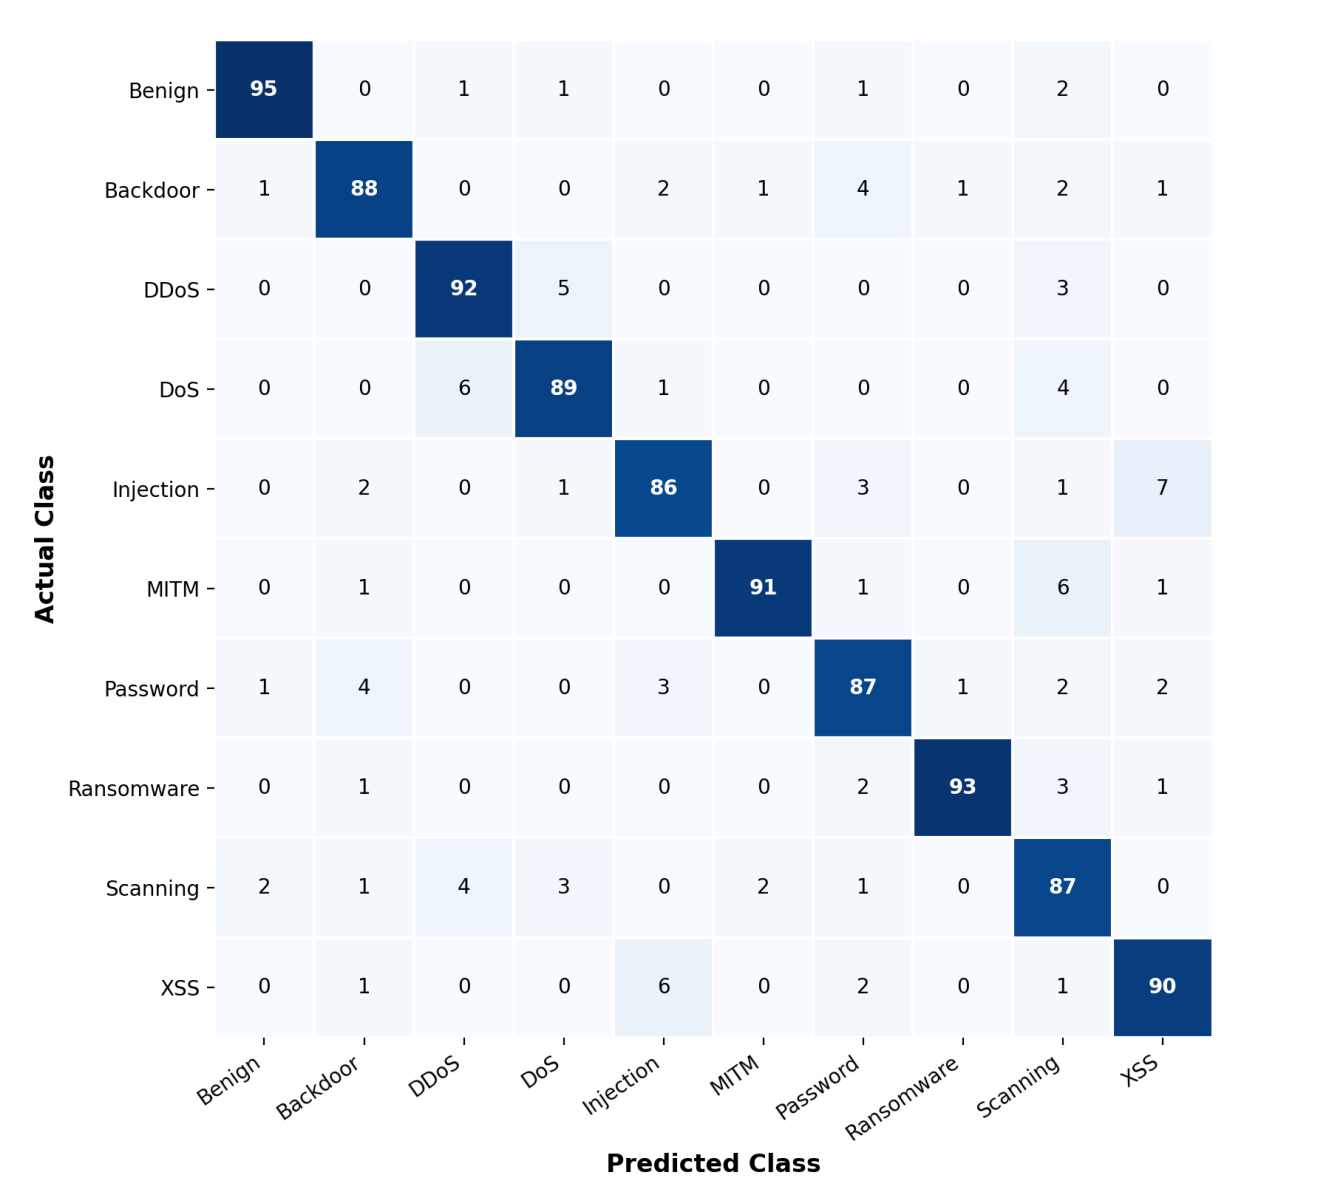 Benign 95 0 1 1 0 0 1 0 2 0
Backdoor 1 88 0 0 2 1 4 1 2 1
DDoS 0 0 92 5 0 0 0 0 3 0
DoS 0 0 6 89 1 0 0 0 4 0
Injection 0 2 0 1 86 0 3 0 1 7
MITM 0 1 0 0 0 91 1 0 6 1
Password 1 4 0 0 3 0 87 1 2 2
Ransomware 0 1 0 0 0 0 2 93 3 1
Scanning 2 1 4 3 0 2 1 0 87 0
XSS 0 1 0 0 6 0 2 0 1 90
Actual Class
Benign Backdoor DDoS DoS Injection MITM Password Ransomware Scanning XSS
Predicted Class